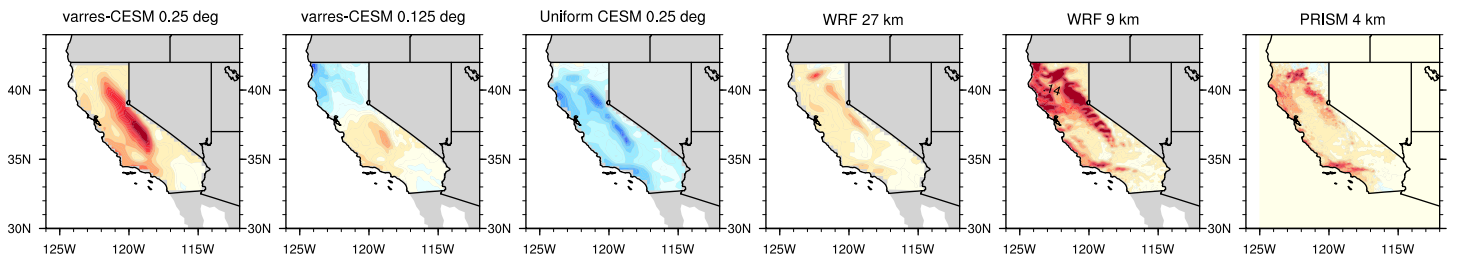 varres-CESM 0.25 deg
varres-CESM 0.125 deg
Uniform CESM 0.25 deg
WRF 27 km
WRF 9 km
PRISM 4 km
40N
35N
30N
125W 120W 115W
40N
35N
30N
125W 120W 115W
40N
35N
30N
125W 120W 115W
40N
35N
30N
125W 120W 115W
40N
35N
30N
-14
125W 120W 115W
40N
35N
30N
125W 120W 115W